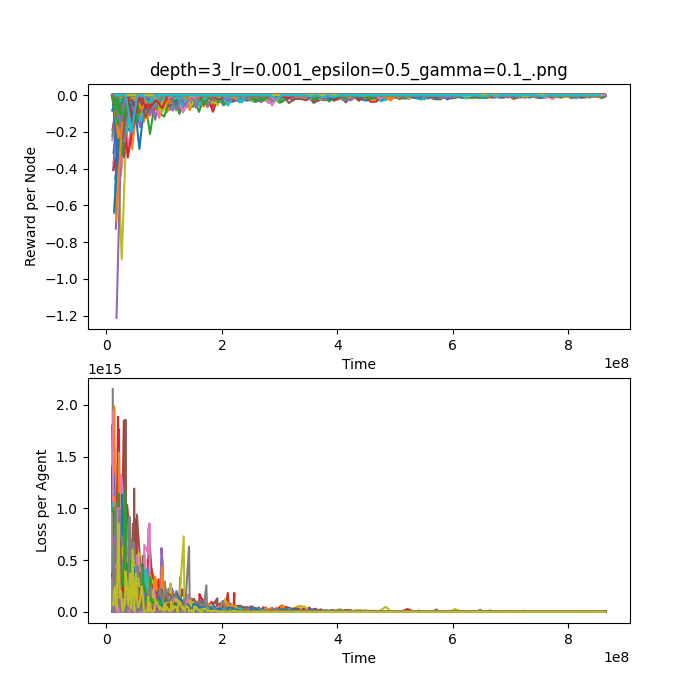 depth=3_lr=0.001_epsilon=0.5_gamma=0.1_.png
0.0
−0.2
−0.4
−0.6
−0.8
−1.0
−1.2
Reward per Node
0 2 4 6 8
1e8
Time
1e15
2.0
1.5
1.0
0.5
0.0
Loss per Agent
0 2 4 6 8
1e8
Time